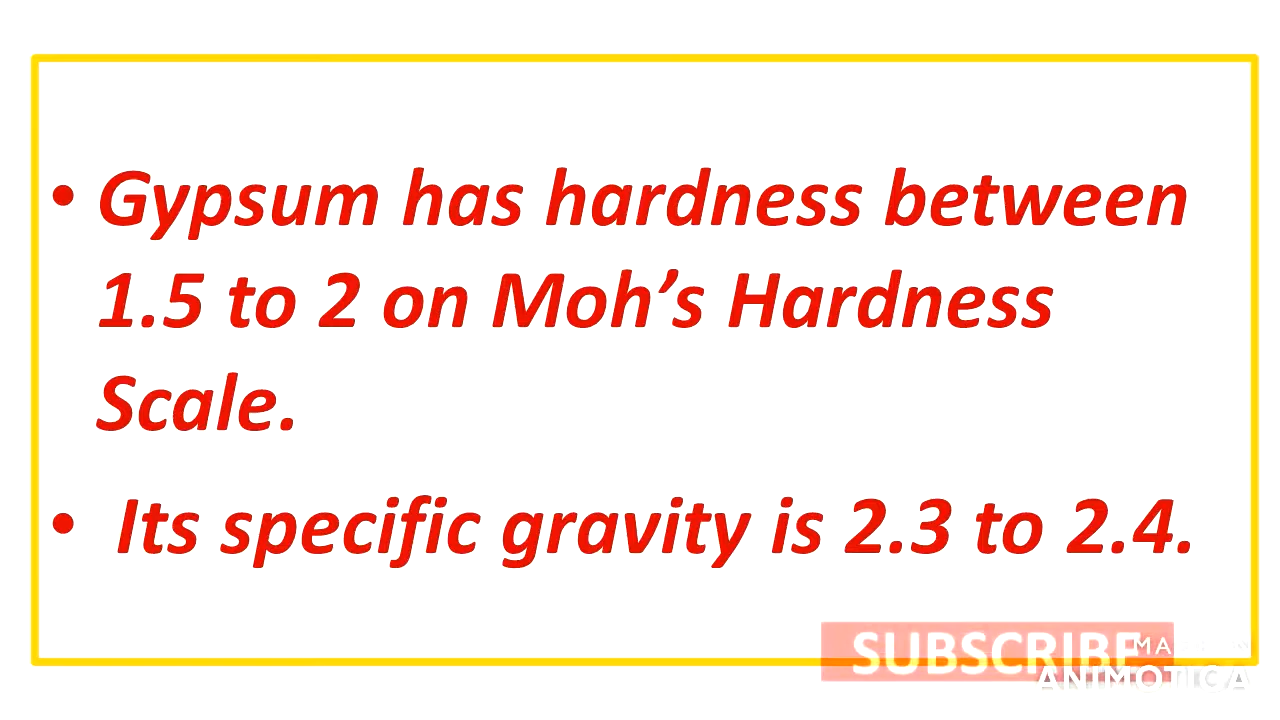 • Gypsum has hardness between
1.5 to 2 on Moh’s Hardness
Scale.
• Its specific gravity is 2.3 to 2.4.
SUBSCRIBE
ANIMOTICA